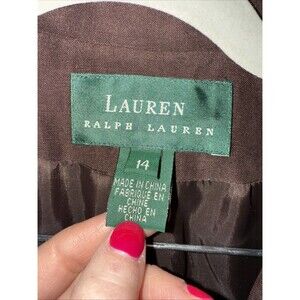 LAUREN
RALPH LAUREN
14
MADE IN CHINA
FABRIQUÉ EN
CHINE
HECHO EN
CHINA